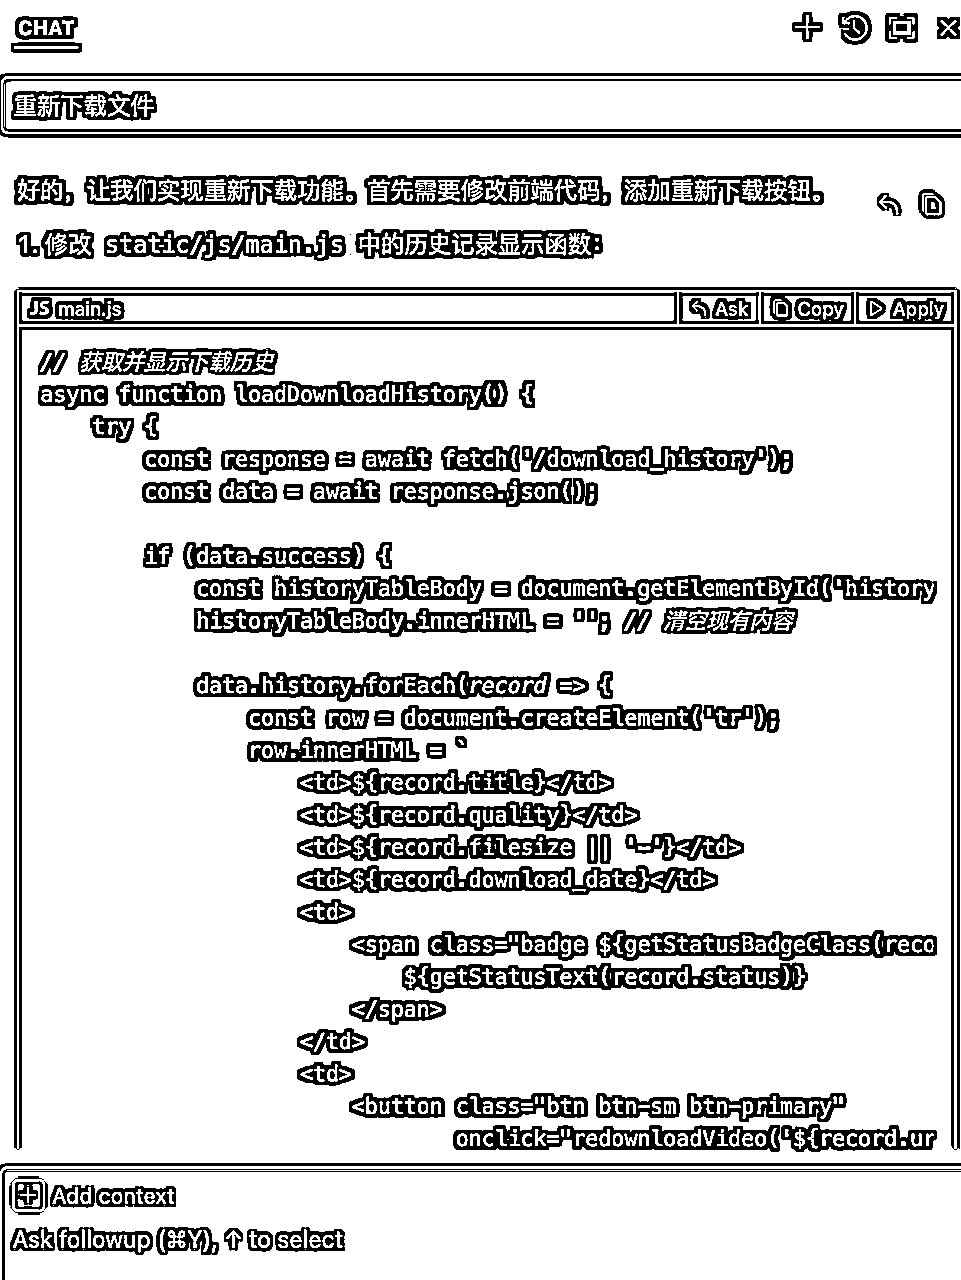 CHAT
重新下载文件
好的，让我们实现重新下载功能。首先需要修改前端代码，添加重新下载按钮。
1. 修改 static/js/main.js 中的历史记录显示函数：
JS main.js Ask Copy Apply
// 获取并显示下载历史
async function loadDownloadHistory() {
    try {
        const response = await fetch('/download_history');
        const data = await response.json();
        if (data.success) {
            const historyTableBody = document.getElementById('history
            historyTableBody.innerHTML = ''; // 清空现有内容
            data.history.forEach(record => {
                const row = document.createElement('tr');
                row.innerHTML = `
                    <td>${record.title}</td>
                    <td>${record.quality}</td>
                    <td>${record.filesize || '-'}</td>
                    <td>${record.download_date}</td>
                    <td>
                        <span class="badge ${getStatusBadgeClass(reco
                            ${getStatusText(record.status)}
                        </span>
                    </td>
                    <td>
                        <button class="btn btn-sm btn-primary"
                                onclick="redownloadVideo('${record.ur
Add context
Ask followup (⌘Y), ↑ to select